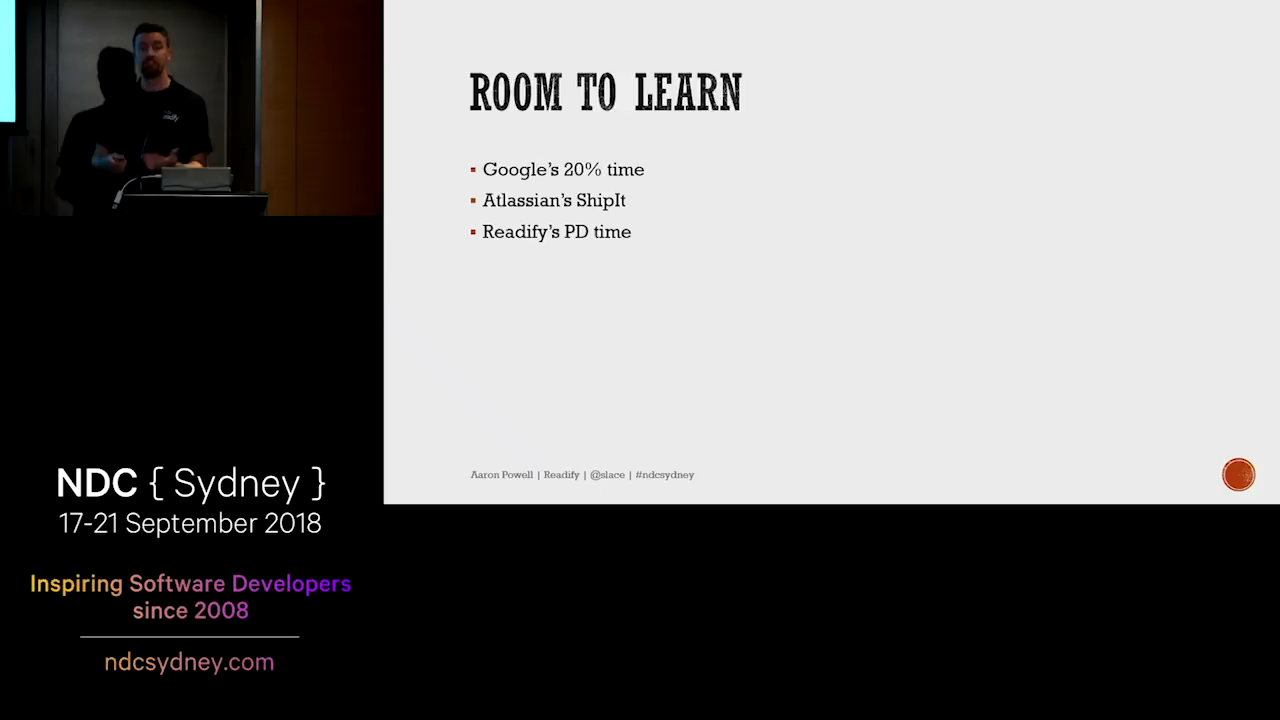 ROOM TO LEARN
Google's 20% time
Atlassian's ShipIt
Readify's PD time
Aaron Powell | Readify | @slace | #ndcsydney
NDC { Sydney }
17-21 September 2018
Inspiring Software Developers
since 2008
ndcsydney.com